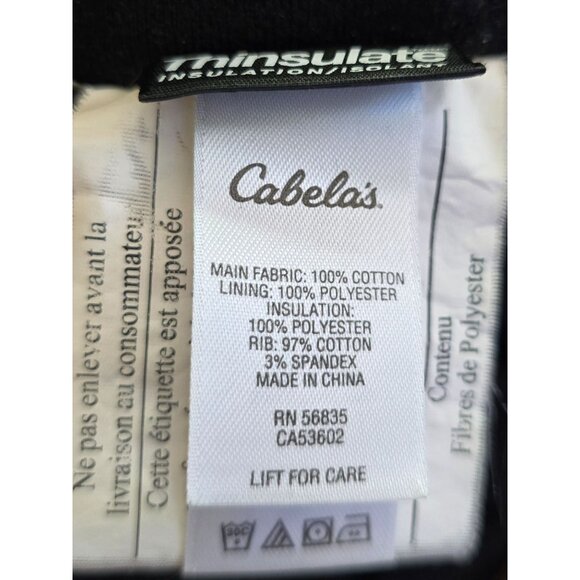 Thinsulate
INSULATION/ISOLANT
Cabela's
MAIN FABRIC: 100% COTTON
LINING: 100% POLYESTER
INSULATION:
100% POLYESTER
RIB: 97% COTTON
3% SPANDEX
MADE IN CHINA
RN 56835
CA53602
LIFT FOR CARE
Ne pas enlever avant la
livraison au consommateur
Cette étiquette est apposée
Contenu
Fibres de Polyester